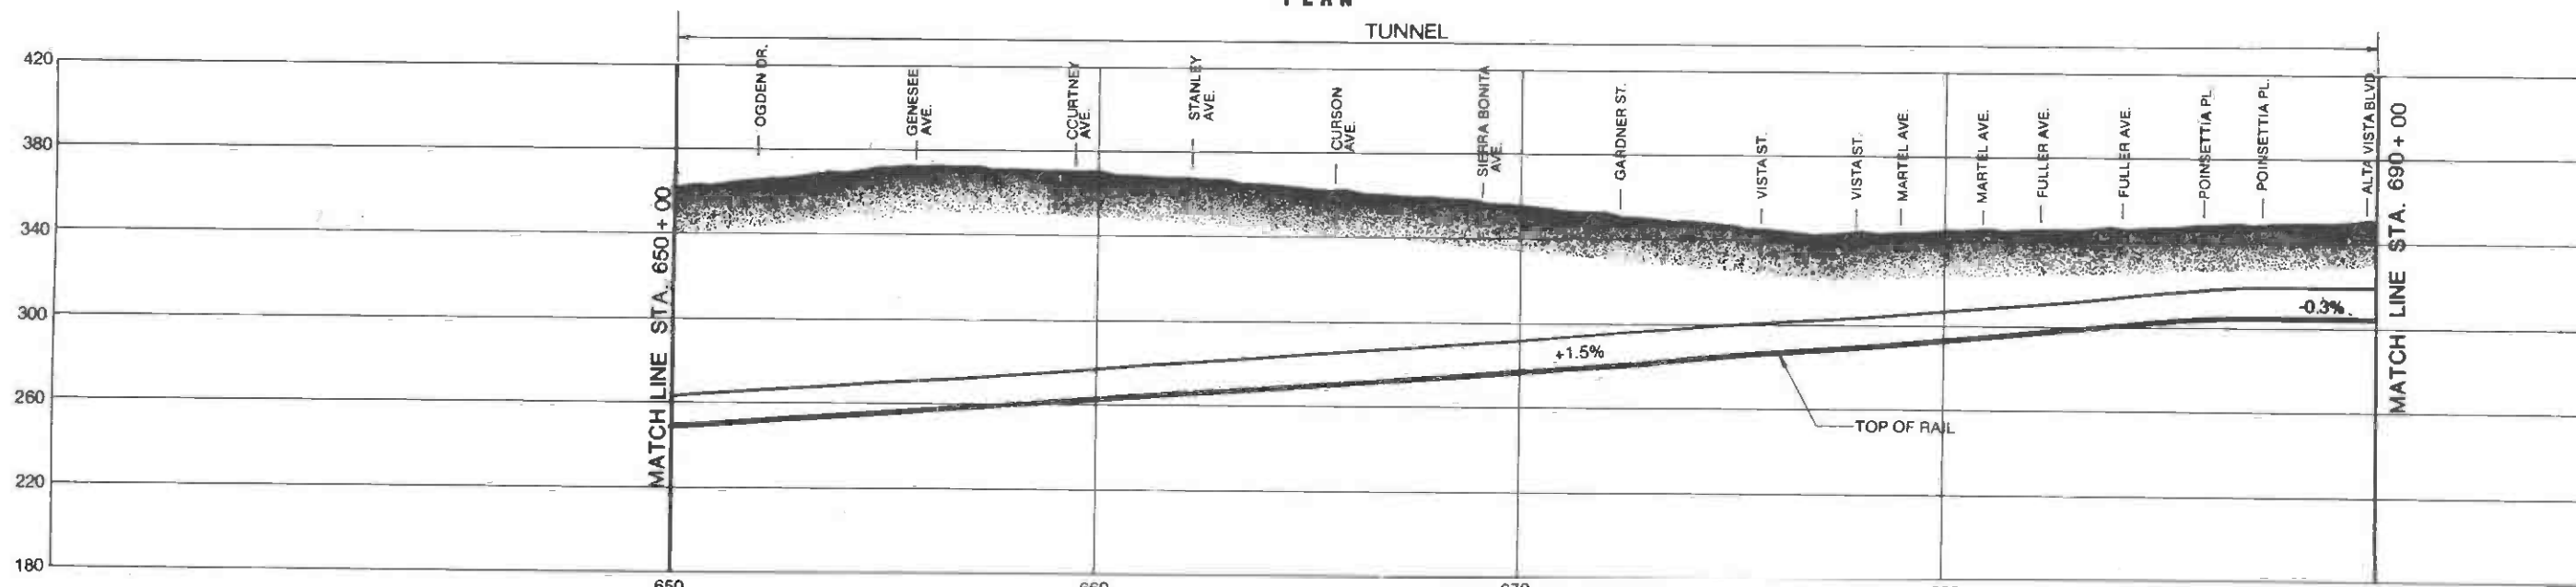 PLAN
TUNNEL
420
380
340
300
260
220
180
OGDEN DR.
GENESEE
AVE.
CCURTNEY
AVE.
STANLEY
AVE.
CURSON
AVE.
SIERRA BONITA
AVE.
GARDNER ST.
VISTA ST.
VISTA ST.
MARTEL AVE.
MARTEL AVE.
FULLER AVE.
FULLER AVE.
POINSETTIA PL.
POINSETTIA PL.
ALTA VISTA BLVD.
MATCH LINE STA. 650 + 00
MATCH LINE STA. 690 + 00
+1.5%
-0.3%
TOP OF RAIL
650
660
670